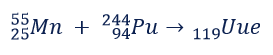 ⁵⁵₂₅Mn + ²⁴⁴₉₄Pu → ₁₁₉Uue